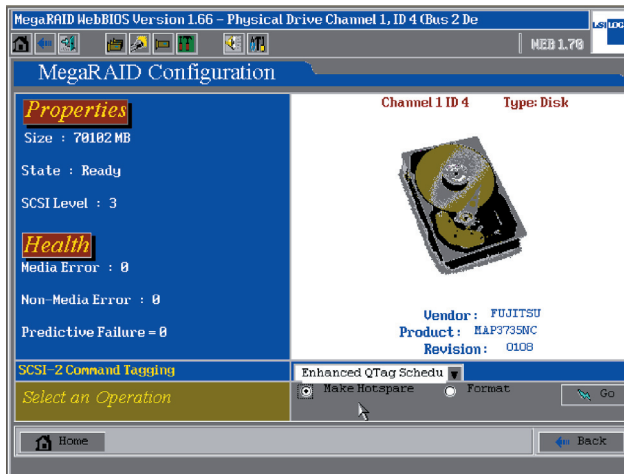 MegaRAID WebBIOS Version 1.66 - Physical Drive Channel 1, ID 4 (Bus 2 De
LSI LOGIC
WEB 1.70
MegaRAID Configuration
Properties
Size : 70102 MB
State : Ready
SCSI Level : 3
Health
Media Error : 0
Non-Media Error : 0
Predictive Failure = 0
Channel 1 ID 4 Type: Disk
Vendor : FUJITSU
Product: MAP3735NC
Revision : 0108
SCSI-2 Command Tagging
Enhanced QTag Schedu
Select an Operation
Make Hotspare Format
Go
Home
Back